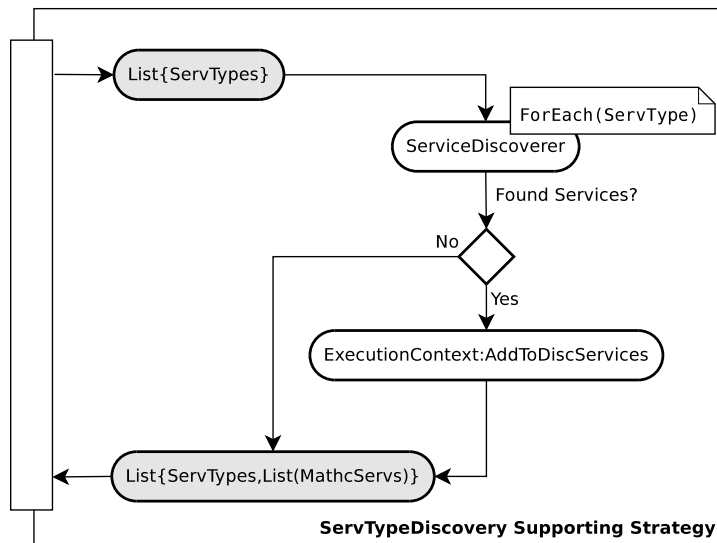 List{ServTypes}
ForEach(ServType)
ServiceDiscoverer
Found Services?
No
Yes
ExecutionContext:AddToDiscServices
List{ServTypes,List(MathcServs)}
ServTypeDiscovery Supporting Strategy